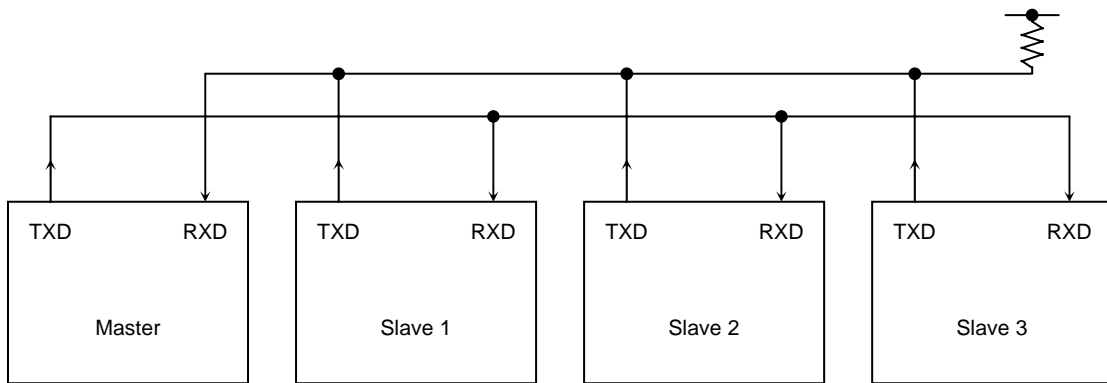 TXD RXD TXD RXD TXD RXD TXD RXD
Master Slave 1 Slave 2 Slave 3